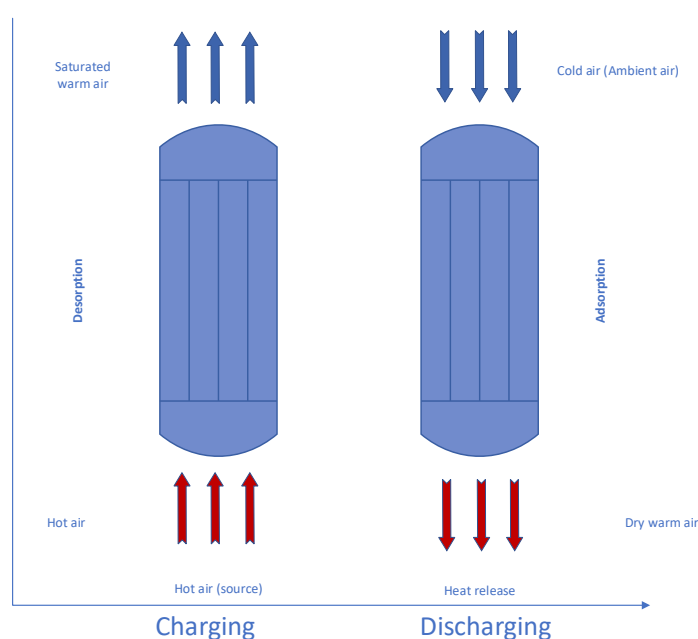 Saturated
warm air
Cold air (Ambient air)
Desorption
Adsorption
Hot air
Dry warm air
Hot air (source)
Heat release
Charging
Discharging